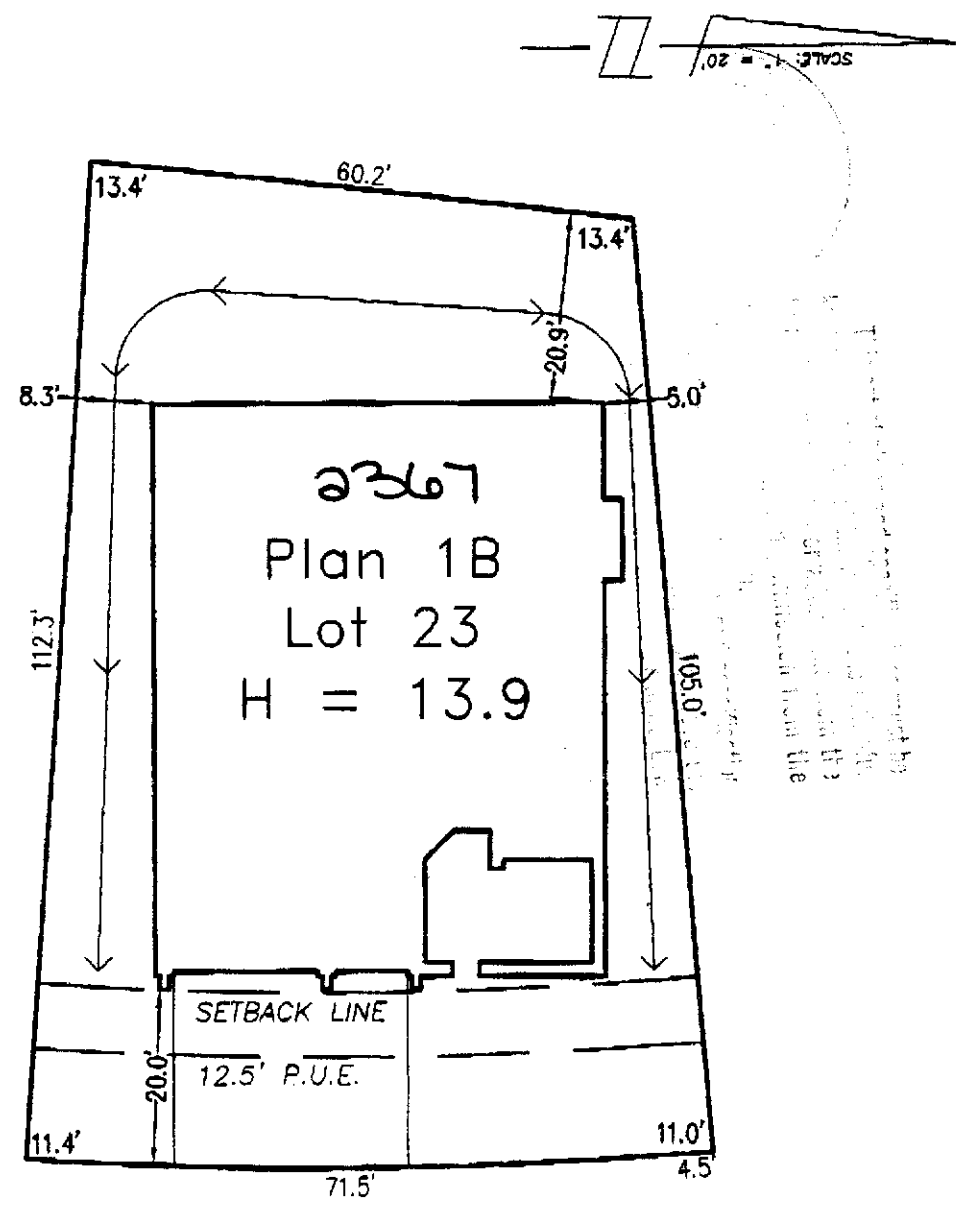 SCALE: 1" = 20'
60.2'
13.4'
13.4'
20.9'
8.3'
5.0'
2367
Plan 1B
Lot 23
H = 13.9
112.3'
105.0'
from the
SETBACK LINE
20.0'
12.5' P.U.E.
11.4'
11.0'
4.5'
71.5'